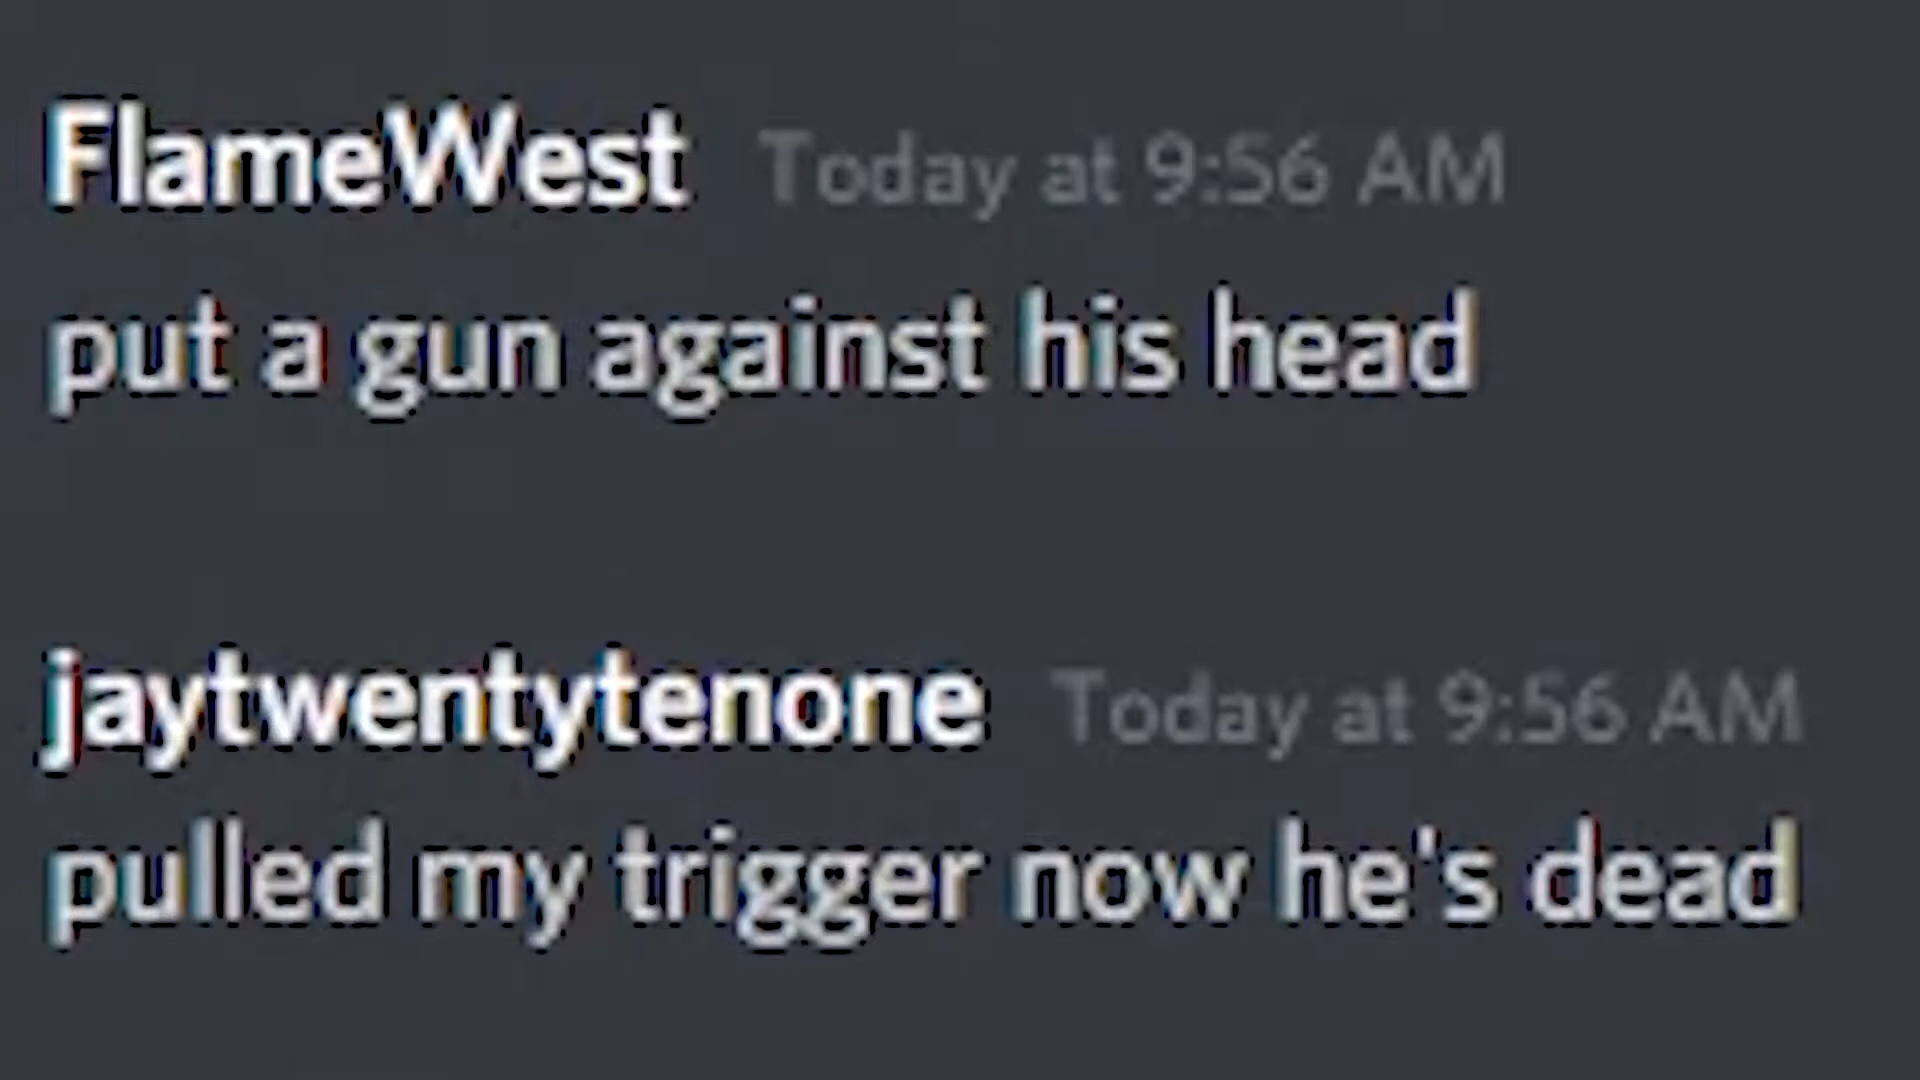 FlameWest Today at 9:56 AM
put a gun against his head
jaytwentytenone Today at 9:56 AM
pulled my trigger now he's dead